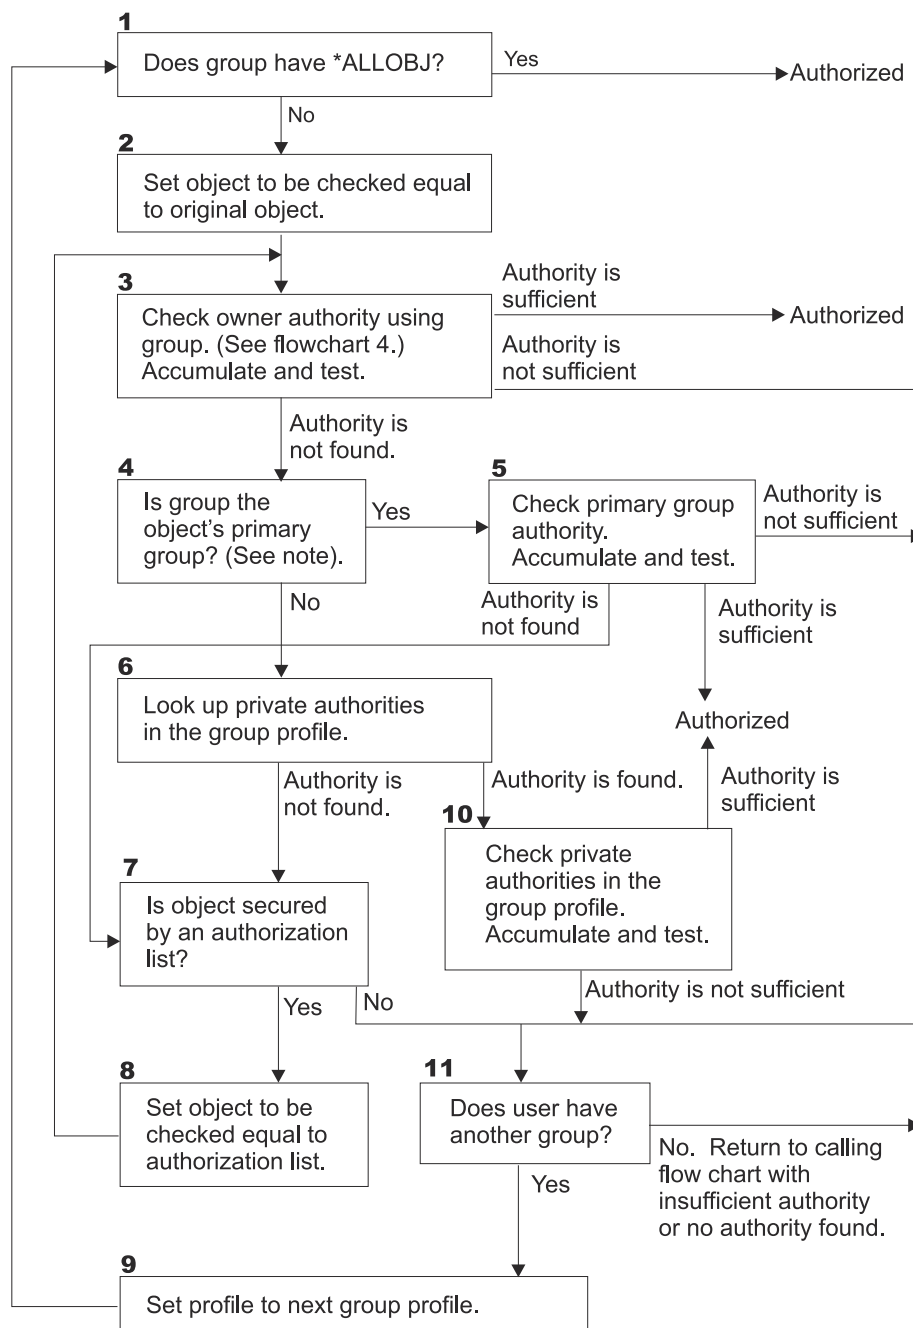 1
Does group have *ALLOBJ?
Yes
Authorized
No
2
Set object to be checked equal
to original object.
3
Check owner authority using
group. (See flowchart 4.)
Accumulate and test.
Authority is
sufficient
Authorized
Authority is
not sufficient
Authority is
not found.
4
Is group the
object's primary
group? (See note).
Yes
5
Check primary group
authority.
Accumulate and test.
Authority is
not sufficient
No
Authority is
not found
Authority is
sufficient
6
Look up private authorities
in the group profile.
Authorized
Authority is
not found.
Authority is found.
Authority is
sufficient
10
Check private
authorities in the
group profile.
Accumulate and test.
7
Is object secured
by an authorization
list?
Authority is not sufficient
Yes
No
8
Set object to be
checked equal to
authorization list.
11
Does user have
another group?
No. Return to calling
flow chart with
insufficient authority
or no authority found.
Yes
9
Set profile to next group profile.